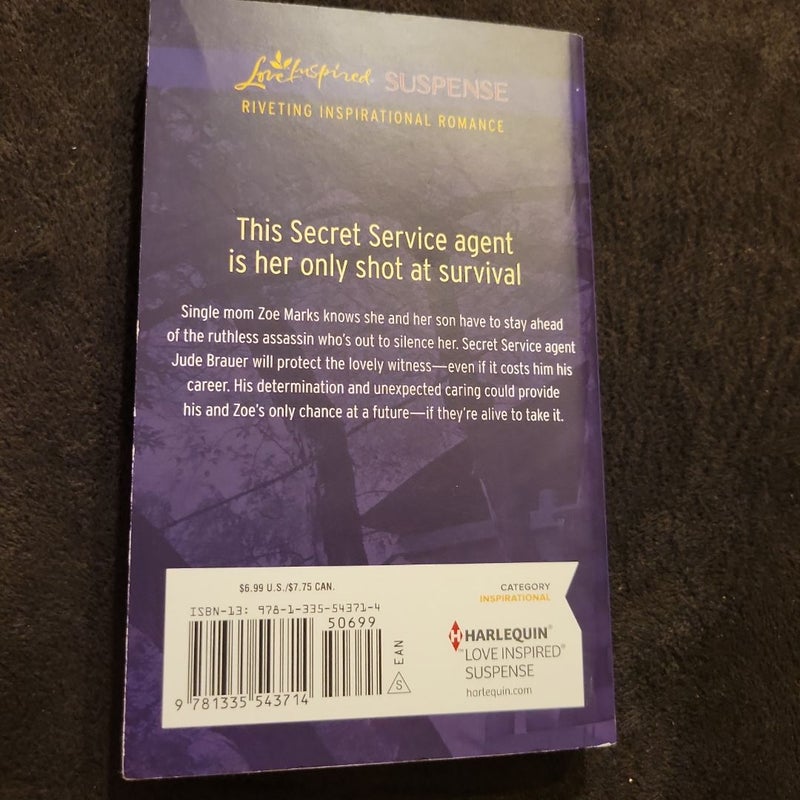 Love Inspired. SUSPENSE
RIVETING INSPIRATIONAL ROMANCE
This Secret Service agent
is her only shot at survival
Single mom Zoe Marks knows she and her son have to stay ahead
of the ruthless assassin who's out to silence her. Secret Service agent
Jude Brauer will protect the lovely witness—even if it costs him his
career. His determination and unexpected caring could provide
his and Zoe's only chance at a future—if they're alive to take it.
$6.99 U.S./$7.75 CAN.
ISBN-13: 978-1-335-54371-4
50699
EAN
S
9 781335 543714
CATEGORY
INSPIRATIONAL
H HARLEQUIN®
LOVE INSPIRED®
SUSPENSE
harlequin.com